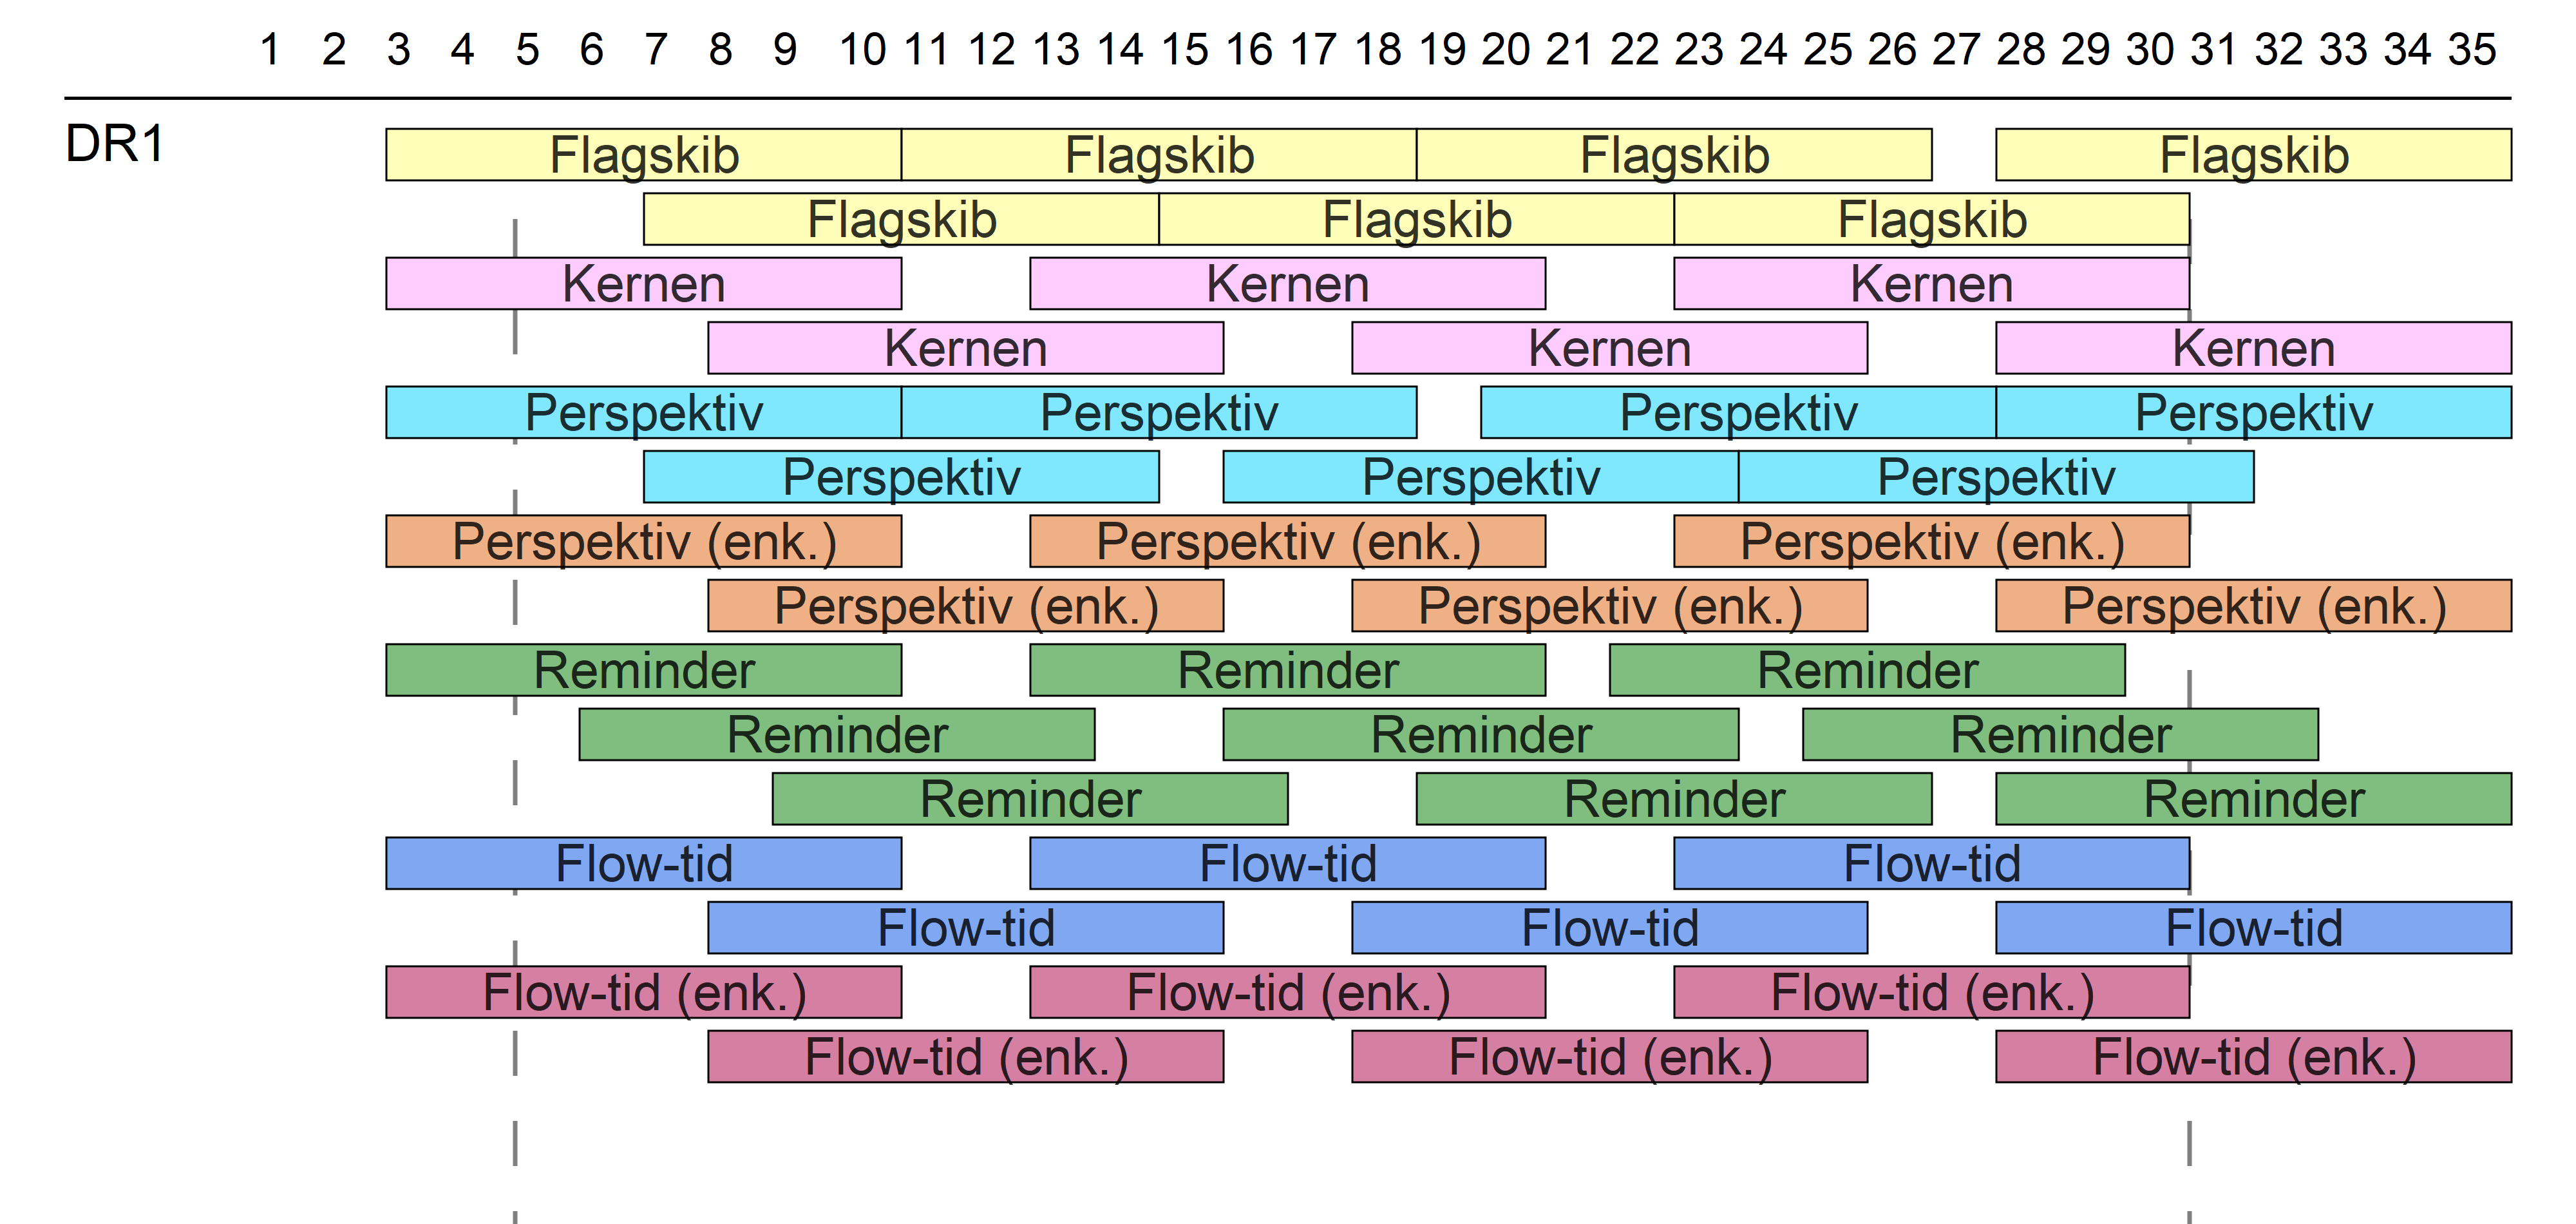 1 2 3 4 5 6 7 8 9 10 11 12 13 14 15 16 17 18 19 20 21 22 23 24 25 26 27 28 29 30 31 32 33 34 35
DR1 Flagskib Flagskib Flagskib Flagskib
Flagskib Flagskib Flagskib
Kernen Kernen Kernen
Kernen Kernen Kernen
Perspektiv Perspektiv Perspektiv Perspektiv
Perspektiv Perspektiv Perspektiv
Perspektiv (enk.) Perspektiv (enk.) Perspektiv (enk.)
Perspektiv (enk.) Perspektiv (enk.) Perspektiv (enk.)
Reminder Reminder Reminder
Reminder Reminder Reminder
Reminder Reminder Reminder
Flow-tid Flow-tid Flow-tid
Flow-tid Flow-tid Flow-tid
Flow-tid (enk.) Flow-tid (enk.) Flow-tid (enk.)
Flow-tid (enk.) Flow-tid (enk.) Flow-tid (enk.)